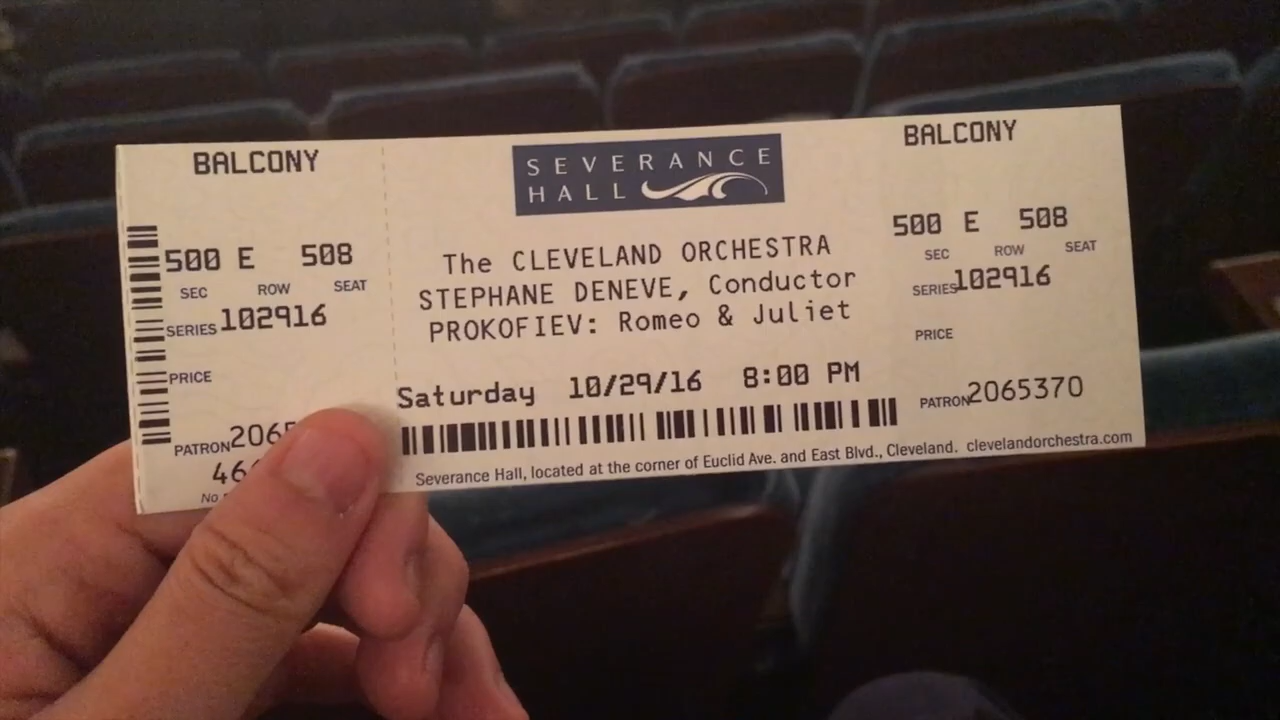 BALCONY
500 E 508
SEC ROW SEAT
SERIES 102916
PRICE
PATRON
SEVERANCE
HALL
The CLEVELAND ORCHESTRA
STEPHANE DENEVE, Conductor
PROKOFIEV: Romeo & Juliet
Saturday 10/29/16 8:00 PM
Severance Hall, located at the corner of Euclid Ave. and East Blvd., Cleveland. clevelandorchestra.com
BALCONY
500 E 508
SEC ROW SEAT
SERIES 102916
PRICE
PATRON 2065370